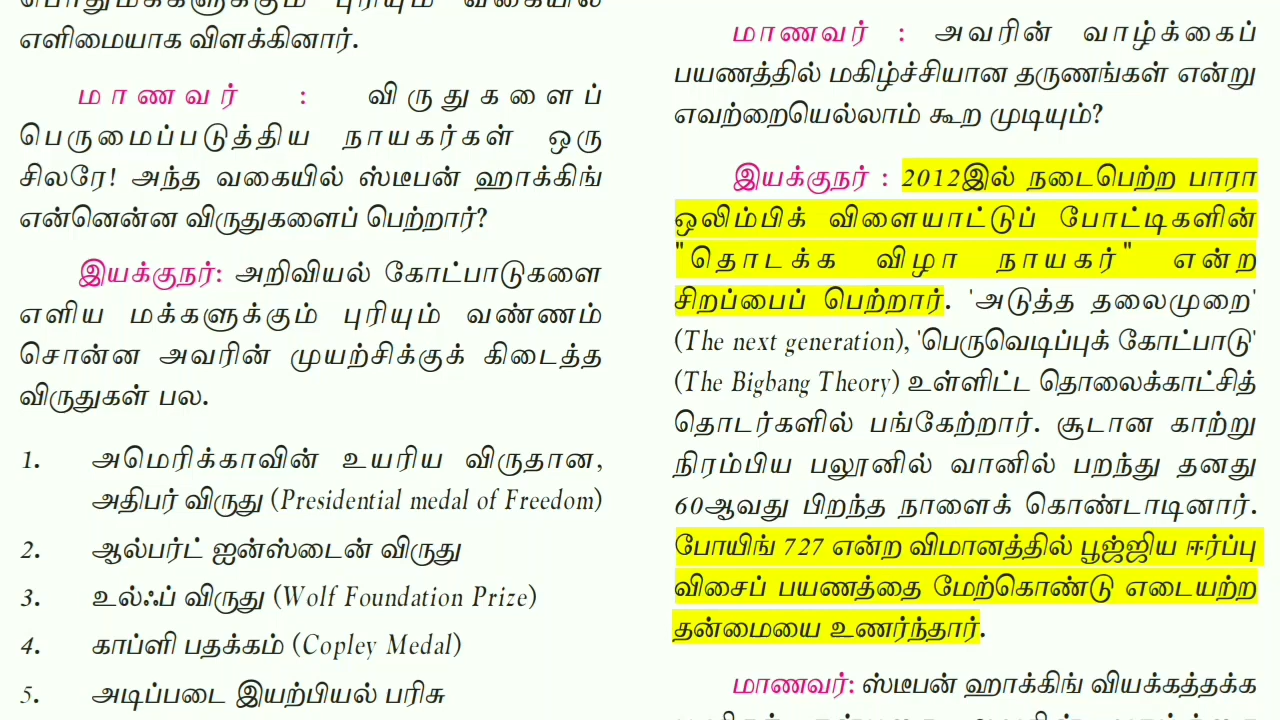 பொதுமக்களுக்கும் புரியும் வகையில்
எளிமையாக விளக்கினார்.
மாணவர் : விருதுகளைப்
பெருமைப்படுத்திய நாயகர்கள் ஒரு
சிலரே! அந்த வகையில் ஸ்டீபன் ஹாக்கிங்
என்னென்ன விருதுகளைப் பெற்றார்?
இயக்குநர்: அறிவியல் கோட்பாடுகளை
எளிய மக்களுக்கும் புரியும் வண்ணம்
சொன்ன அவரின் முயற்சிக்குக் கிடைத்த
விருதுகள் பல.
1. அமெரிக்காவின் உயரிய விருதான,
அதிபர் விருது (Presidential medal of Freedom)
2. ஆல்பர்ட் ஐன்ஸ்டைன் விருது
3. உல்ஃப் விருது (Wolf Foundation Prize)
4. காப்ளி பதக்கம் (Copley Medal)
5. அடிப்படை இயற்பியல் பரிசு
மாணவர் : அவரின் வாழ்க்கைப்
பயணத்தில் மகிழ்ச்சியான தருணங்கள் என்று
எவற்றையெல்லாம் கூற முடியும்?
இயக்குநர் : 2012இல் நடைபெற்ற பாரா
ஒலிம்பிக் விளையாட்டுப் போட்டிகளின்
"தொடக்க விழா நாயகர்" என்ற
சிறப்பைப் பெற்றார். 'அடுத்த தலைமுறை'
(The next generation), 'பெருவெடிப்புக் கோட்பாடு'
(The Bigbang Theory) உள்ளிட்ட தொலைக்காட்சித்
தொடர்களில் பங்கேற்றார். சூடான காற்று
நிரம்பிய பலூனில் வானில் பறந்து தனது
60ஆவது பிறந்த நாளைக் கொண்டாடினார்.
போயிங் 727 என்ற விமானத்தில் பூஜ்ஜிய ஈர்ப்பு
விசைப் பயணத்தை மேற்கொண்டு எடையற்ற
தன்மையை உணர்ந்தார்.
மாணவர்: ஸ்டீபன் ஹாக்கிங் வியக்கத்தக்க